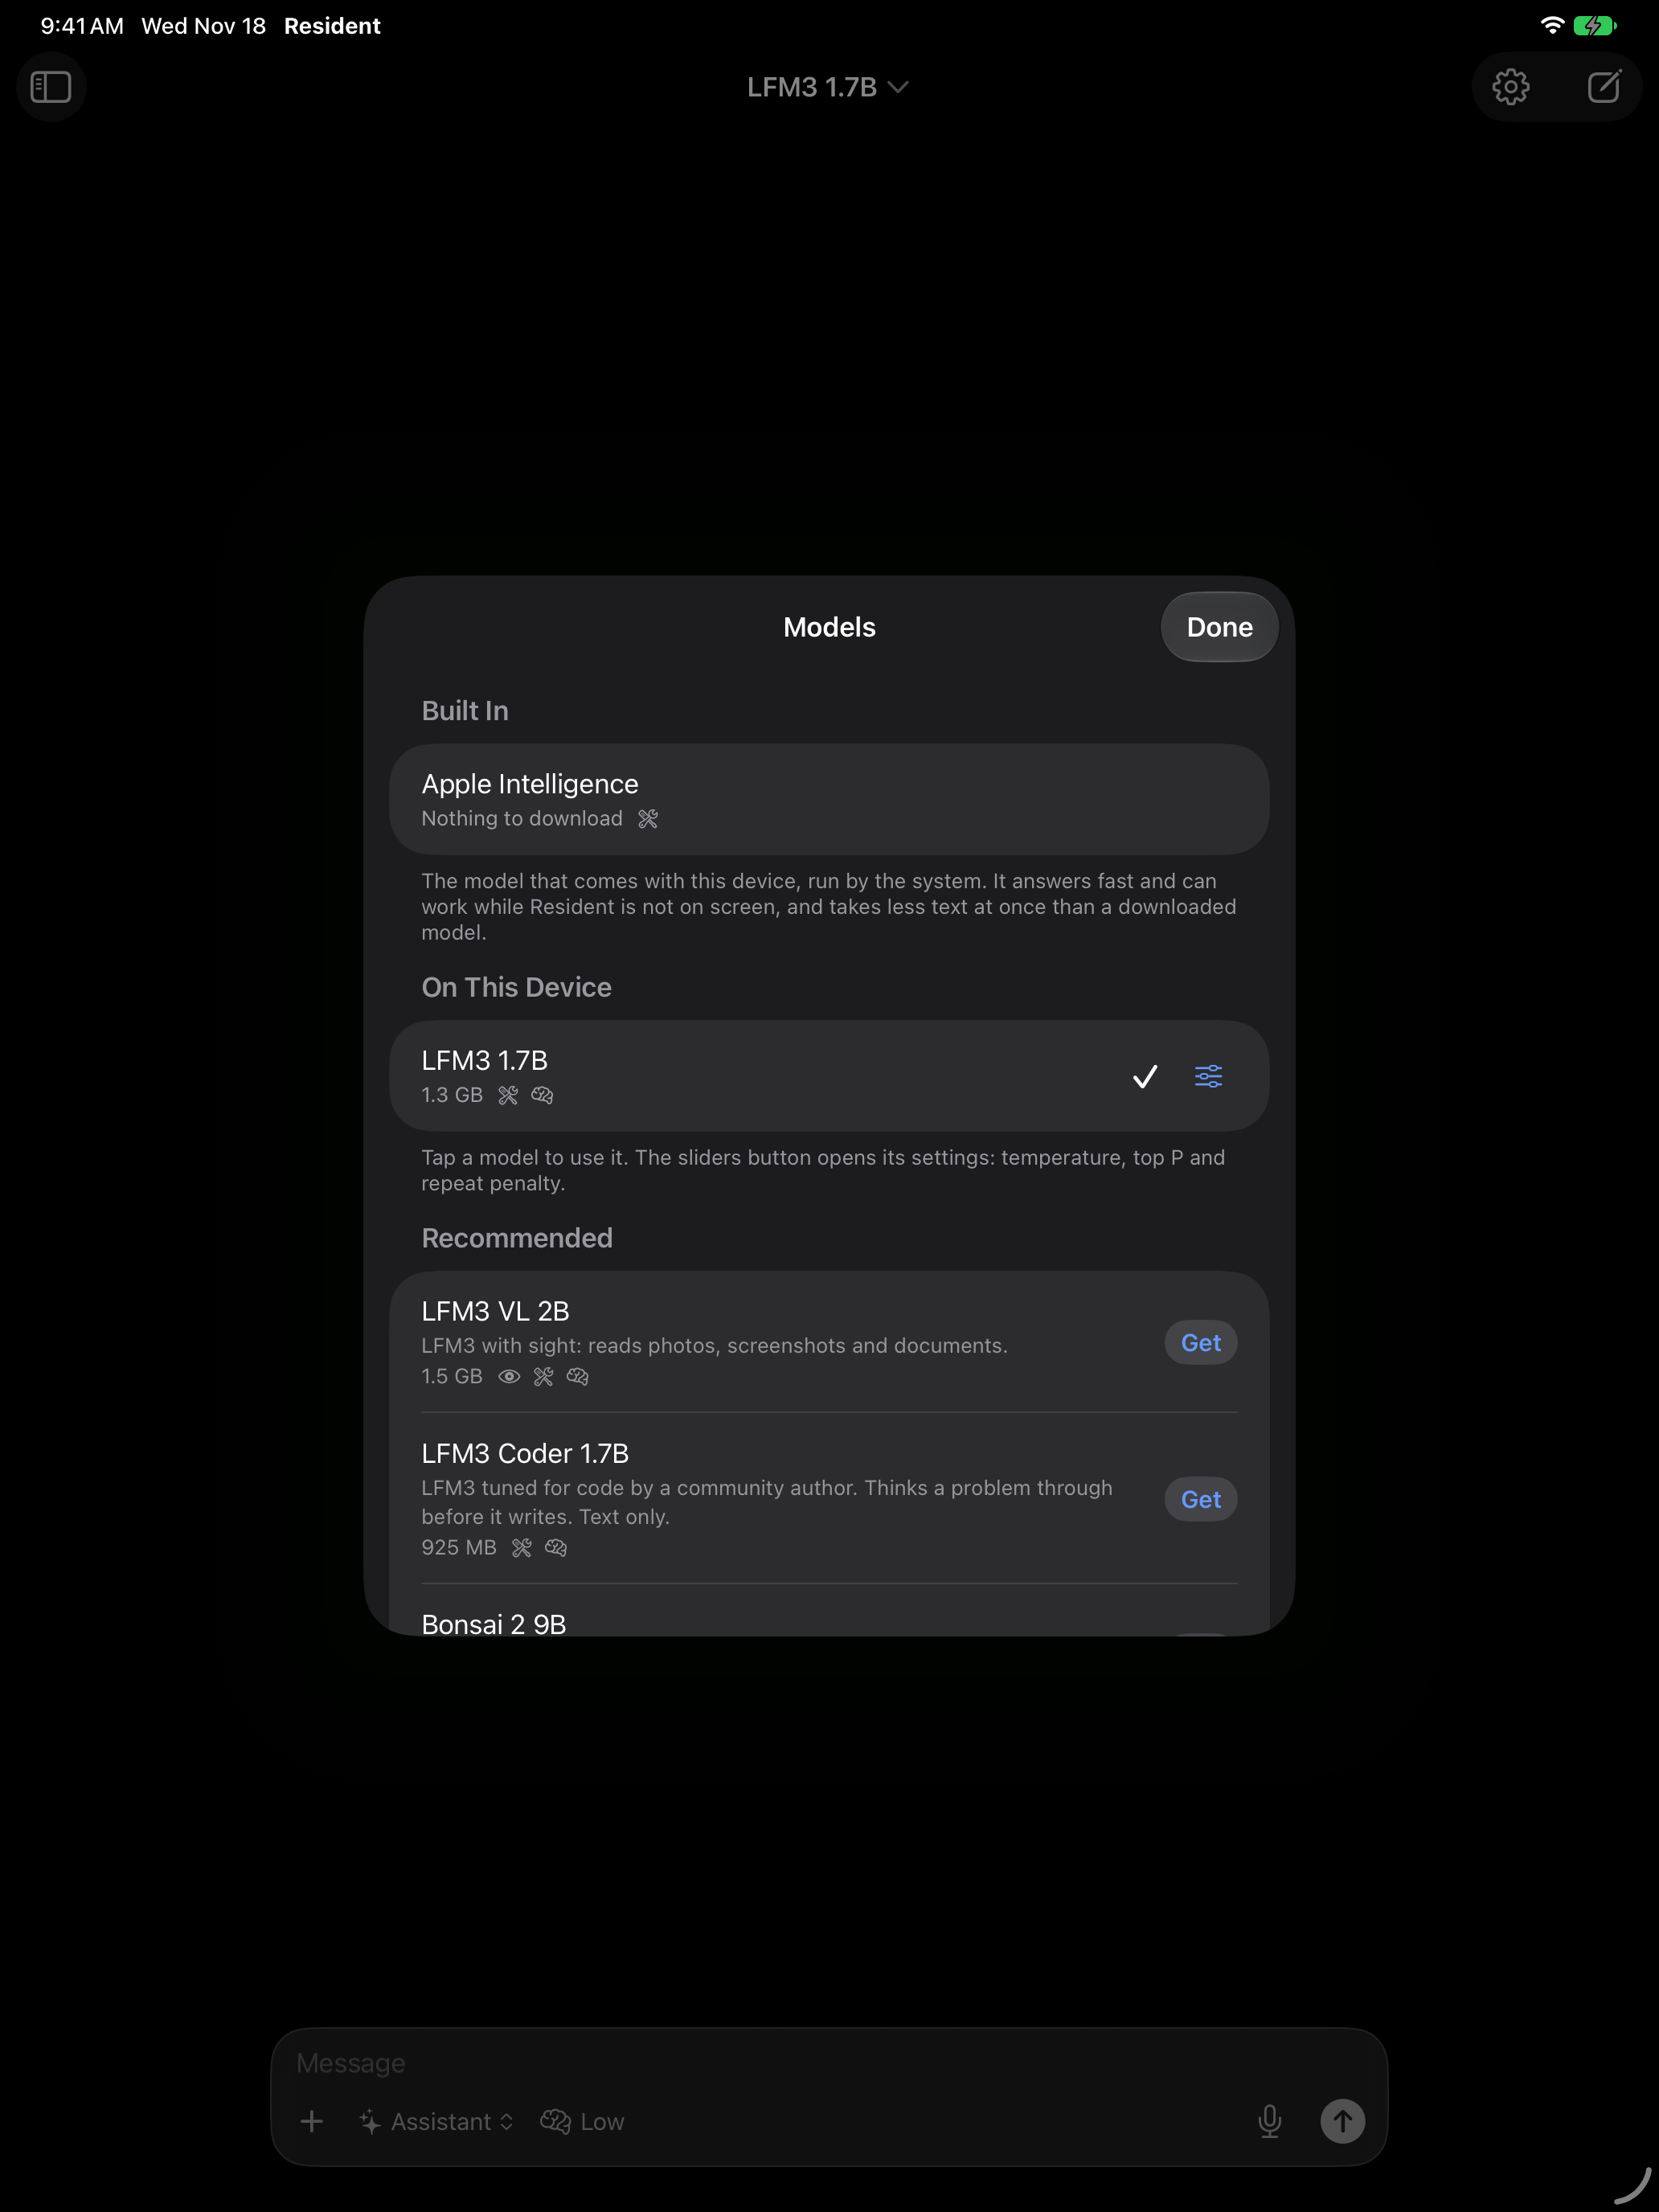 9:41 AM Wed Nov 18 Resident
LFM3 1.7B
Models
Done
Built In
Apple Intelligence
Nothing to download
The model that comes with this device, run by the system. It answers fast and can
work while Resident is not on screen, and takes less text at once than a downloaded
model.
On This Device
LFM3 1.7B
1.3 GB
Tap a model to use it. The sliders button opens its settings: temperature, top P and
repeat penalty.
Recommended
LFM3 VL 2B
LFM3 with sight: reads photos, screenshots and documents.
Get
1.5 GB
LFM3 Coder 1.7B
LFM3 tuned for code by a community author. Thinks a problem through
before it writes. Text only.
Get
925 MB
Bonsai 2 9B
Message
Assistant
Low